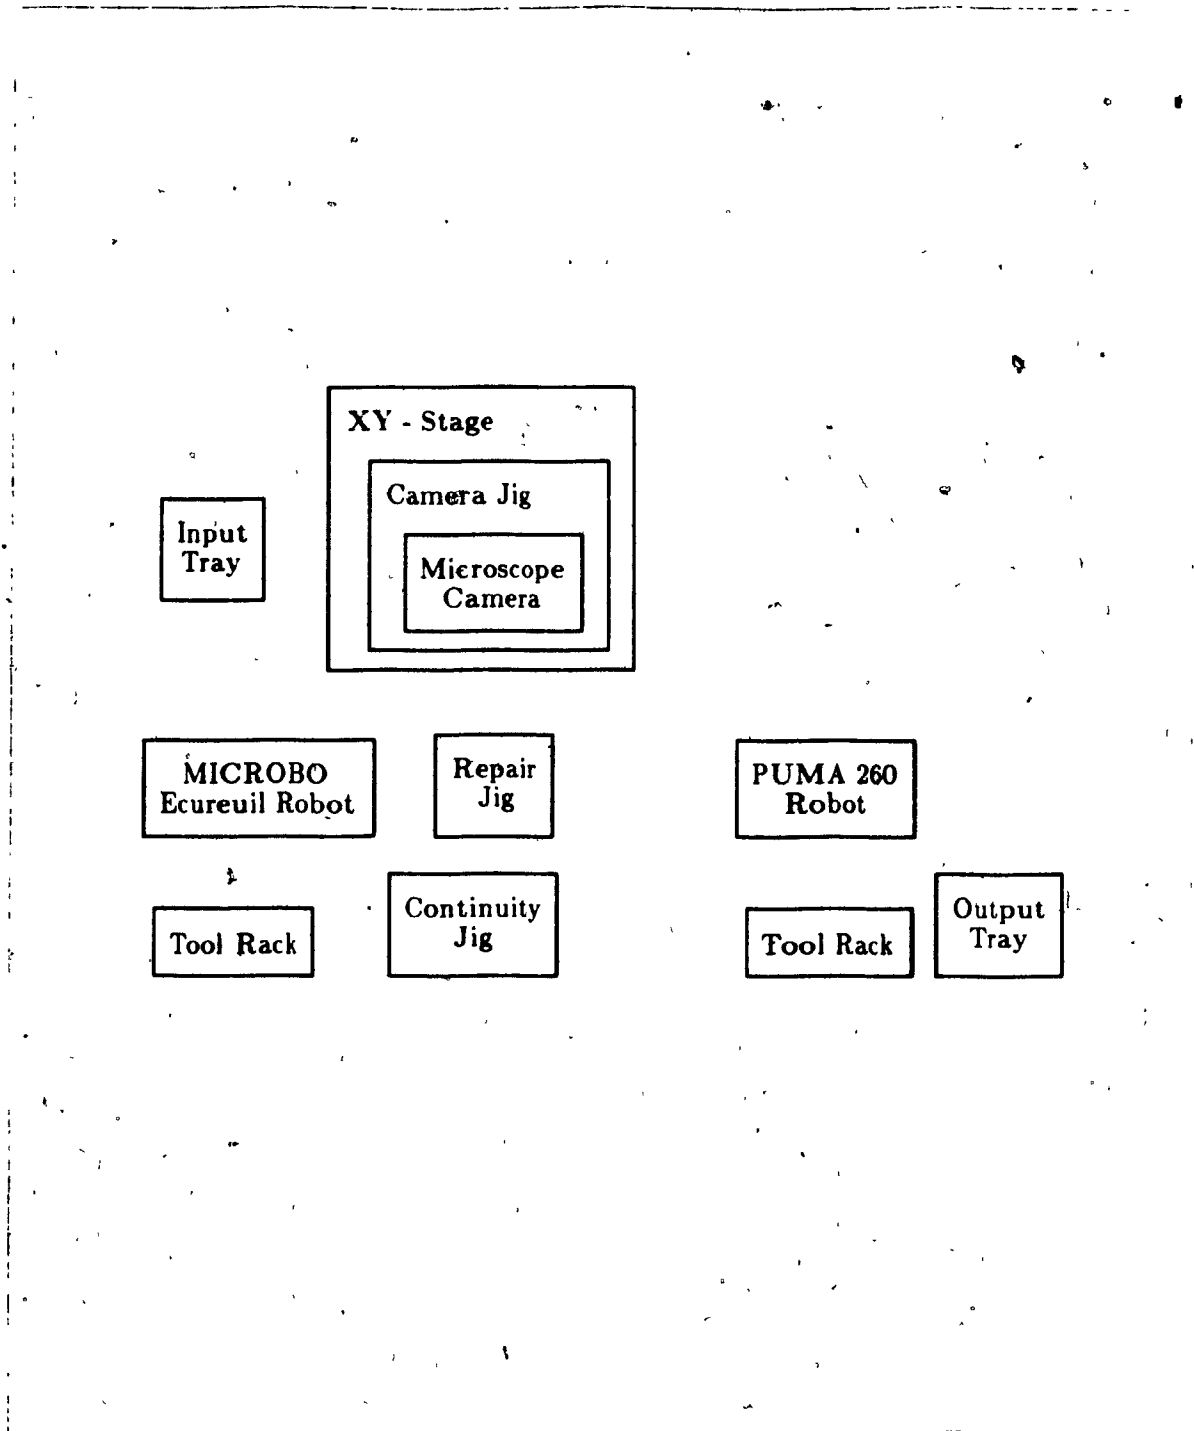 XY - Stage
Camera Jig
Input
Tray
Microscope
Camera
MICROBO
Ecureuil Robot
Repair
Jig
PUMA 260
Robot
Tool Rack
Continuity
Jig
Tool Rack
Output
Tray